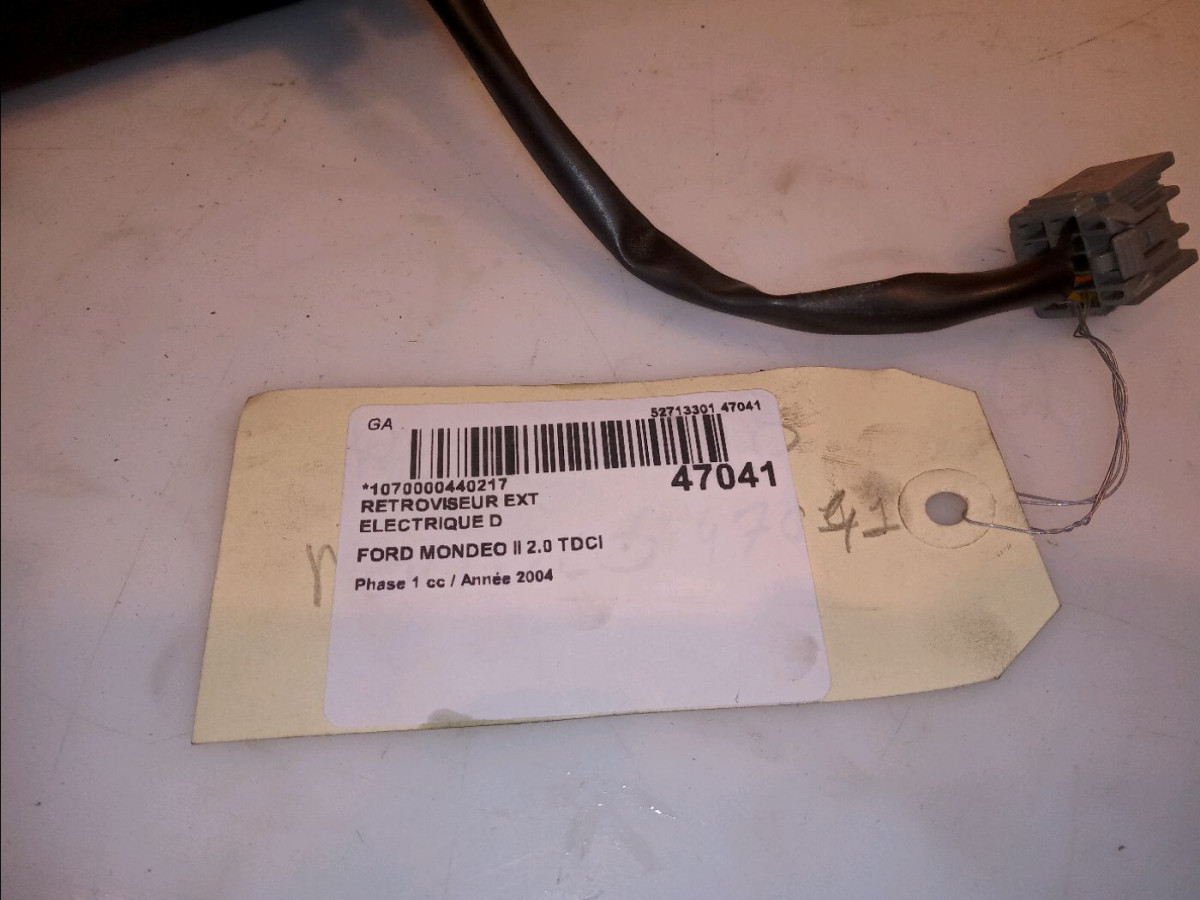 GA
52713301 47041
*1070000440217
47041
RETROVISEUR EXT
ELECTRIQUE D
FORD MONDEO II 2.0 TDCI
Phase 1 cc / Année 2004
41